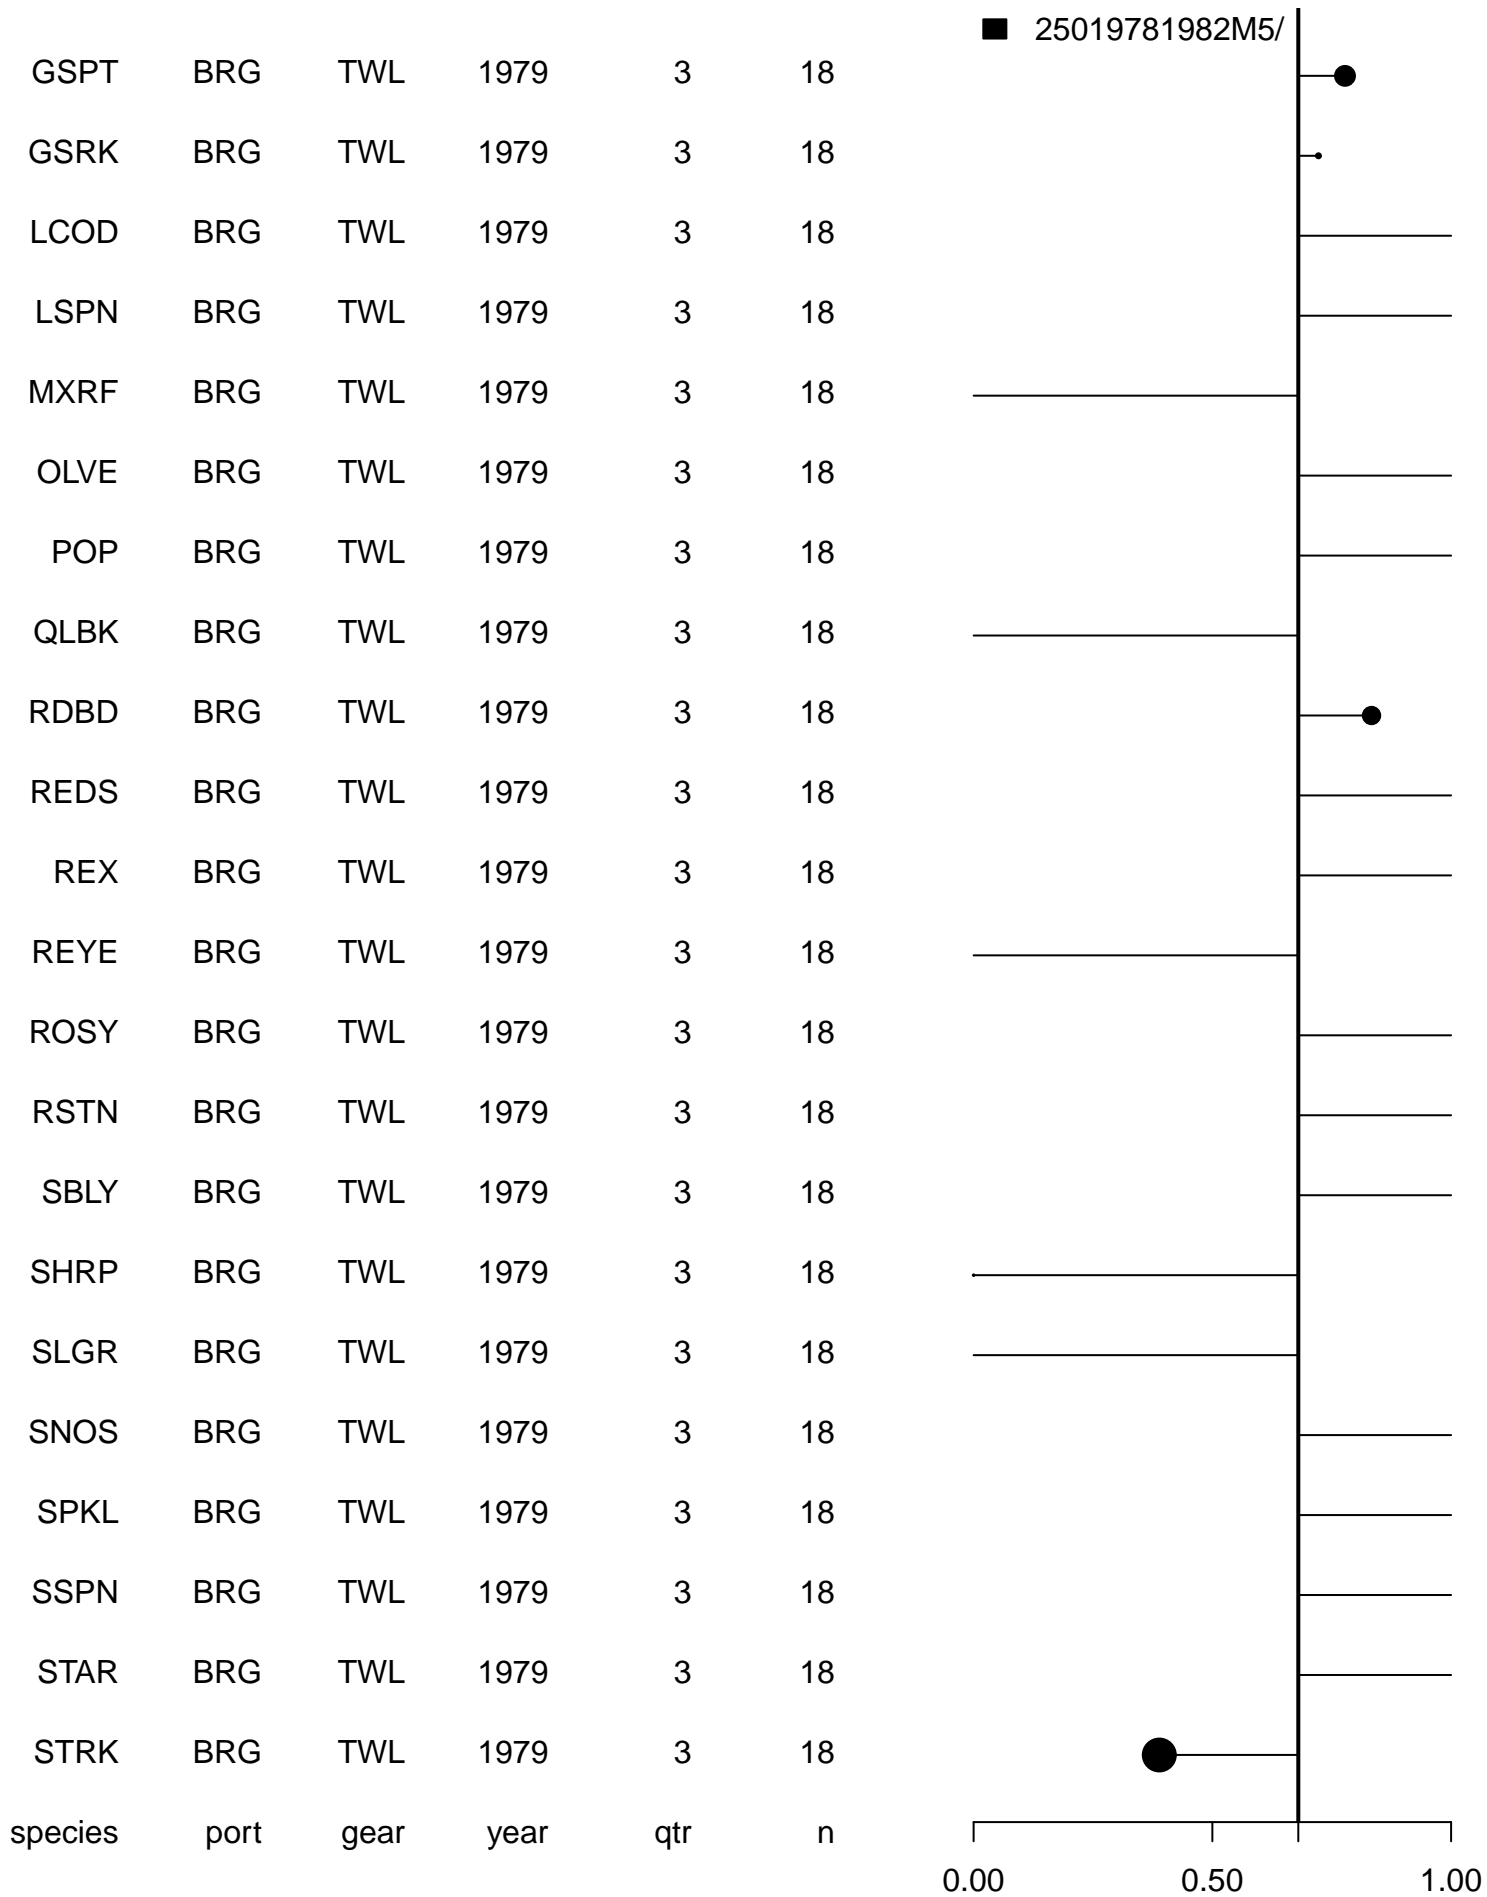 25019781982M5/
GSPT BRG TWL 1979 3 18
GSRK BRG TWL 1979 3 18
LCOD BRG TWL 1979 3 18
LSPN BRG TWL 1979 3 18
MXRF BRG TWL 1979 3 18
OLVE BRG TWL 1979 3 18
POP BRG TWL 1979 3 18
QLBK BRG TWL 1979 3 18
RDBD BRG TWL 1979 3 18
REDS BRG TWL 1979 3 18
REX BRG TWL 1979 3 18
REYE BRG TWL 1979 3 18
ROSY BRG TWL 1979 3 18
RSTN BRG TWL 1979 3 18
SBLY BRG TWL 1979 3 18
SHRP BRG TWL 1979 3 18
SLGR BRG TWL 1979 3 18
SNOS BRG TWL 1979 3 18
SPKL BRG TWL 1979 3 18
SSPN BRG TWL 1979 3 18
STAR BRG TWL 1979 3 18
STRK BRG TWL 1979 3 18
species port gear year qtr n
0.00 0.50 1.00